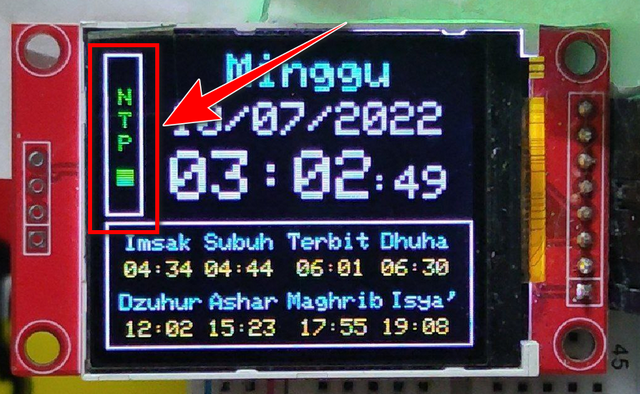 NTP
Minggu
10/07/2022
03:02:49
Imsak Subuh Terbit Dhuha
04:34 04:44 06:01 06:30
Dzuhur Ashar Maghrib Isya'
12:02 15:23 17:55 19:08
45